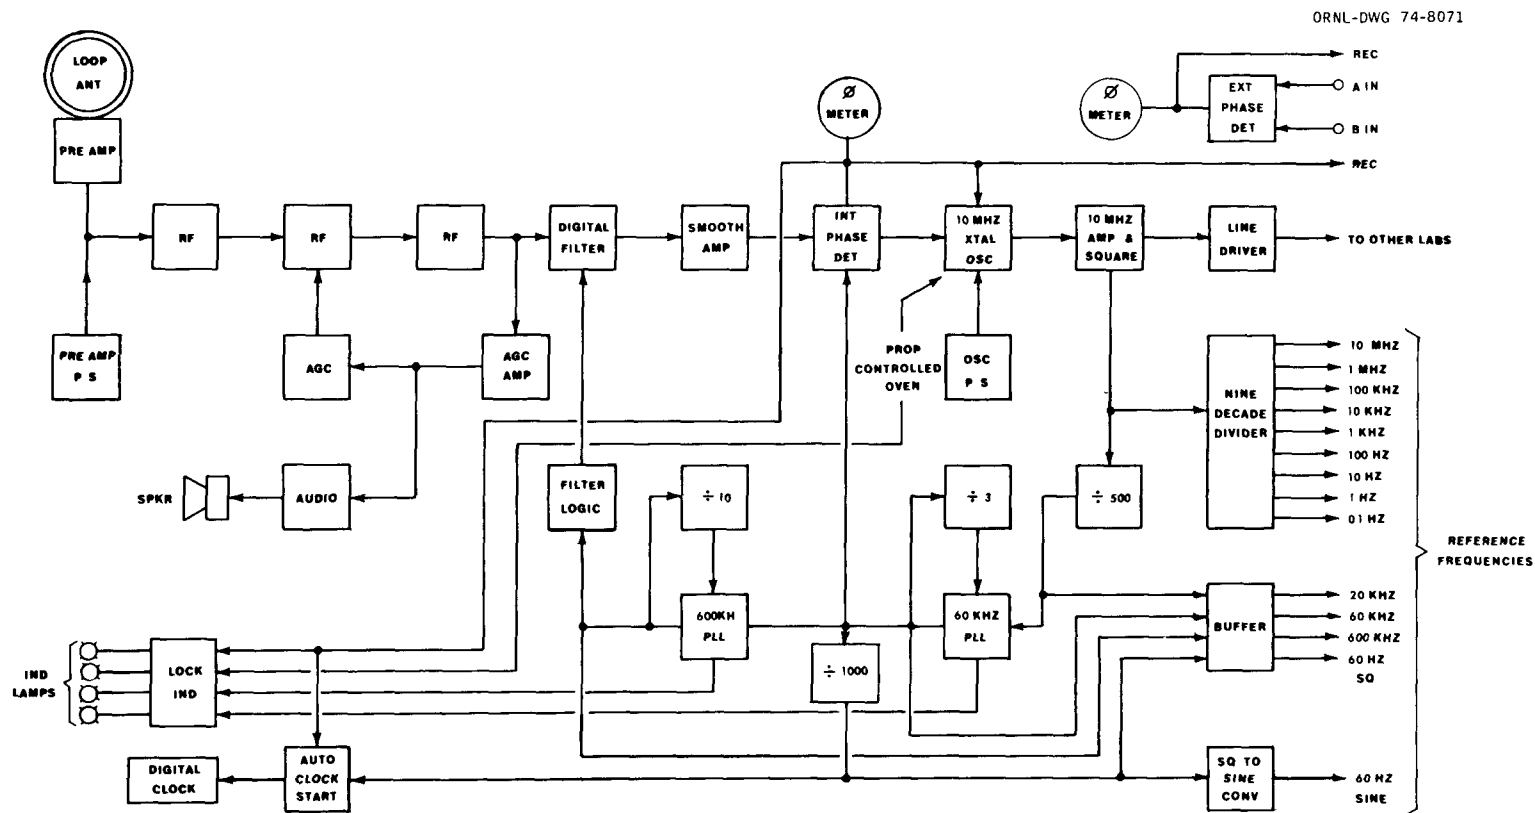 ORNL-DWG 74-8071
LOOP
ANT
PRE AMP
Ø
METER
Ø
METER
EXT
PHASE
DET
REC
A IN
B IN
REC
RF
RF
RF
DIGITAL
FILTER
SMOOTH
AMP
INT
PHASE
DET
10 MHZ
XTAL
OSC
10 MHZ
AMP &
SQUARE
LINE
DRIVER
TO OTHER LABS
PRE AMP
P S
AGC
AGC
AMP
PROP
CONTROLLED
OVEN
OSC
P S
NINE
DECADE
DIVIDER
10 MHZ
1 MHZ
100 KHZ
10 KHZ
1 KHZ
100 HZ
10 HZ
1 HZ
01 HZ
SPKR
AUDIO
FILTER
LOGIC
÷ 10
÷ 3
÷ 500
REFERENCE
FREQUENCIES
600KH
PLL
60 KHZ
PLL
BUFFER
20 KHZ
60 KHZ
600 KHZ
60 HZ
SQ
IND
LAMPS
LOCK
IND
÷ 1000
DIGITAL
CLOCK
AUTO
CLOCK
START
SQ TO
SINE
CONV
60 HZ
SINE